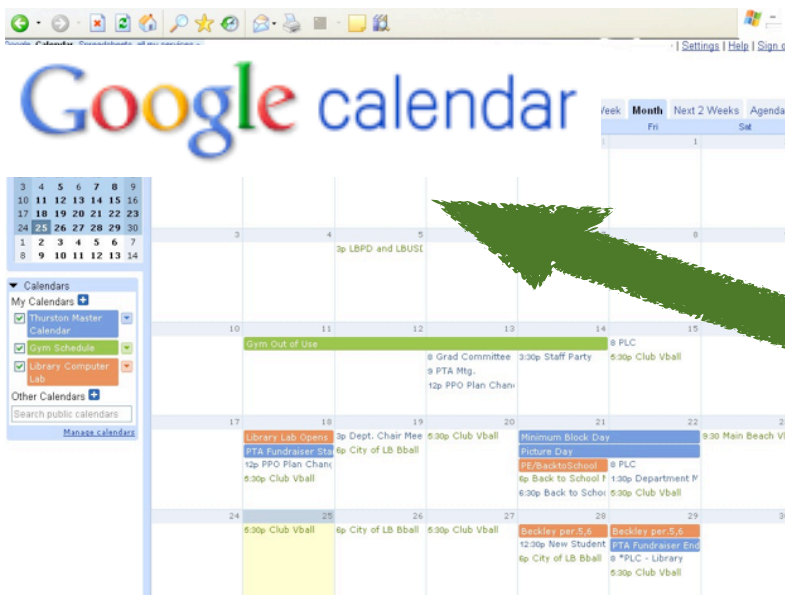 Settings | Help | Sign
Google calendar
Week Month Next 2 Weeks Agenda
Fri Sat
1
3 4 5 6 7 8 9
10 11 12 13 14 15 16
17 18 19 20 21 22 23
24 25 26 27 28 29 30
1 2 3 4 5 6 7
8 9 10 11 12 13 14
Calendars
My Calendars
Thurston Master
Calendar
Gym Schedule
Library Computer
Lab
Other Calendars
Search public calendars
Manage calendars
3 4 5 8
3p LBPD and LBUSD
10 11 12 13 14 15
Gym Out of Use 8 PLC
8 Grad Committee 3:30p Staff Party 6:30p Club Vball
9 PTA Mtg.
12p PPO Plan Chan
17 18 19 20 21 22
Library Lab Opens 3p Dept. Chair Mee 6:30p Club Vball Minimum Block Day 9:30 Main Beach V
PTA Fundraiser Sta 6p City of LB Bball Picture Day
12p PPO Plan Chan PE/BacktoSchool 8 PLC
6:30p Club Vball 6p Back to School 1:30p Department M
6:30p Back to Schoo 6:30p Club Vball
24 25 26 27 28 29 30
6:30p Club Vball 6p City of LB Bball 6:30p Club Vball Beckley per.5,6 Beckley per.5,6
12:30p New Student PTA Fundraiser End
6p City of LB Bball 8 *PLC - Library
6:30p Club Vball